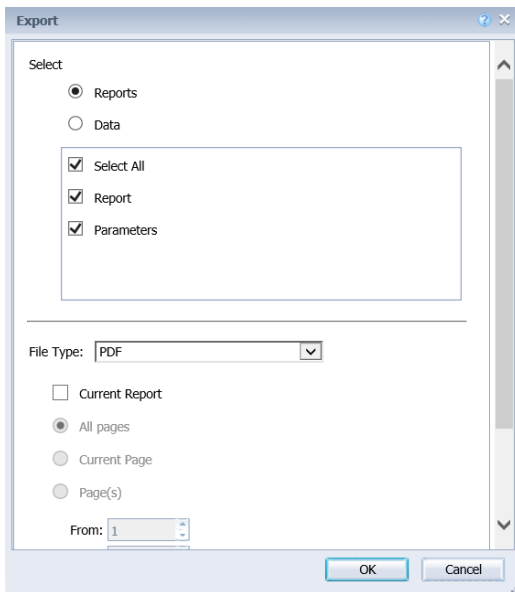 Export
Select
Reports
Data
Select All
Report
Parameters
File Type: PDF
Current Report
All pages
Current Page
Page(s)
From: 1
OK Cancel